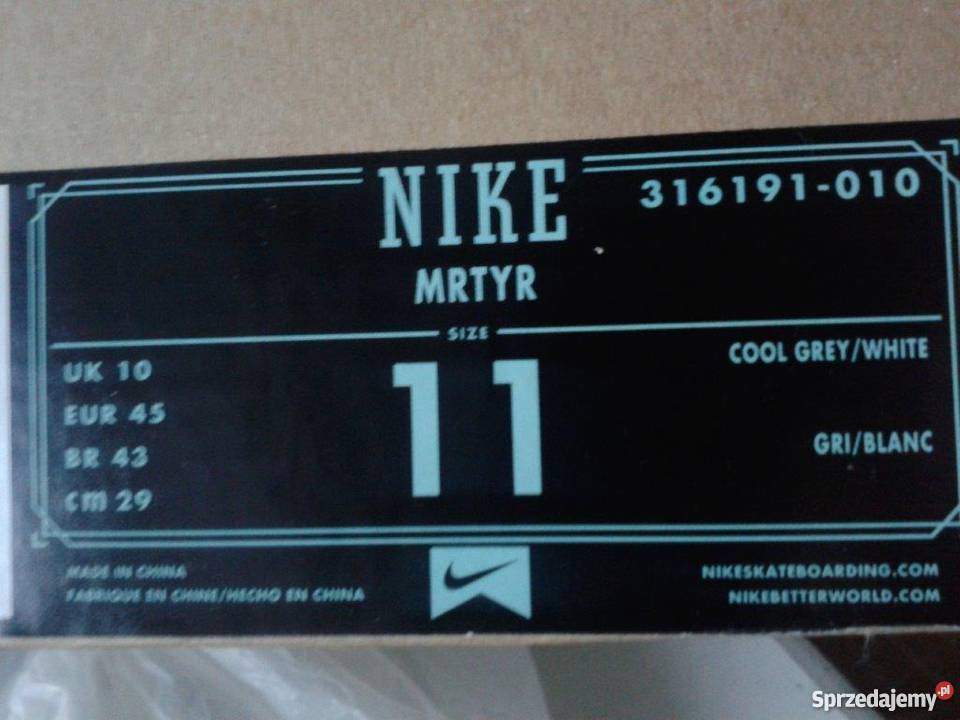 NIKE
316191-010
MRTYR
SIZE
UK 10
EUR 45
BR 43
cm 29
11
COOL GREY/WHITE
GRI/BLANC
MADE IN CHINA
FABRIQUE EN CHINE/HECHO EN CHINA
NIKESKATEBOARDING.COM
NIKEBETTERWORLD.COM
Sprzedajemy.pl